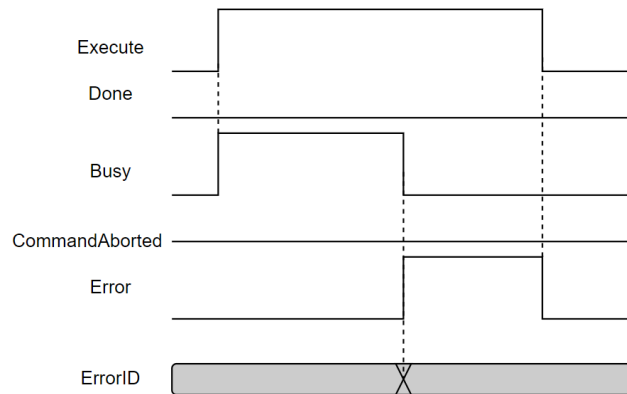 Execute
Done
Busy
CommandAborted
Error
ErrorID